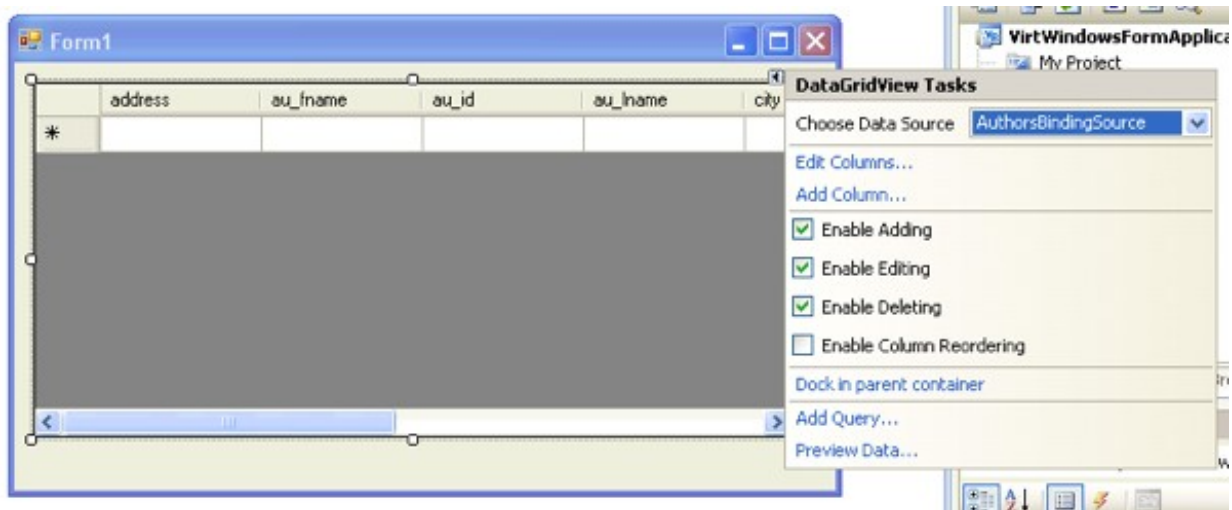 Form1
address au_fname au_id au_lname city
VirtWindowsFormApplica
My Project
DataGridView Tasks
Choose Data Source AuthorsBindingSource
Edit Columns...
Add Column...
Enable Adding
Enable Editing
Enable Deleting
Enable Column Reordering
Dock in parent container
Add Query...
Preview Data...